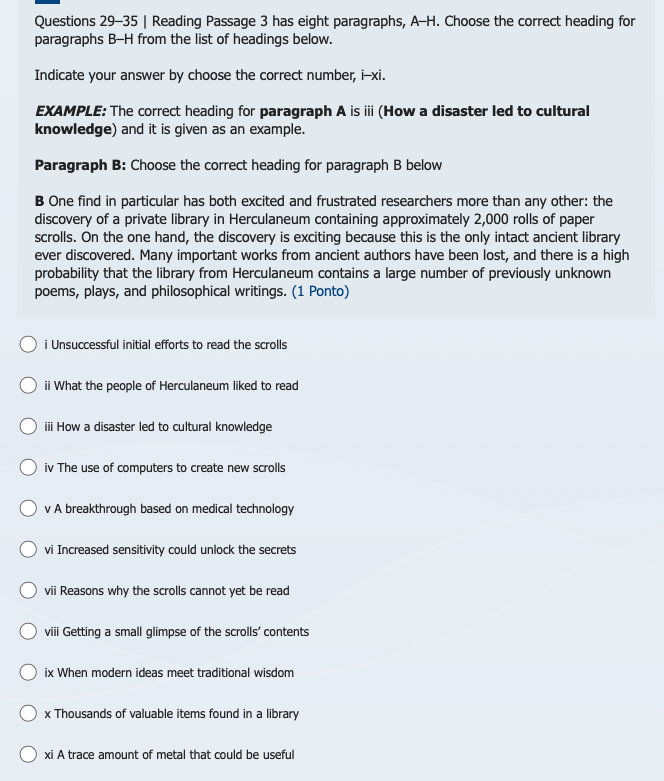 Questions 29–35 | Reading Passage 3 has eight paragraphs, A–H. Choose the correct heading for
paragraphs B–H from the list of headings below.
Indicate your answer by choose the correct number, i–xi.
EXAMPLE: The correct heading for paragraph A is iii (How a disaster led to cultural
knowledge) and it is given as an example.
Paragraph B: Choose the correct heading for paragraph B below
B One find in particular has both excited and frustrated researchers more than any other: the
discovery of a private library in Herculaneum containing approximately 2,000 rolls of paper
scrolls. On the one hand, the discovery is exciting because this is the only intact ancient library
ever discovered. Many important works from ancient authors have been lost, and there is a high
probability that the library from Herculaneum contains a large number of previously unknown
poems, plays, and philosophical writings. (1 Ponto)
i Unsuccessful initial efforts to read the scrolls
ii What the people of Herculaneum liked to read
iii How a disaster led to cultural knowledge
iv The use of computers to create new scrolls
v A breakthrough based on medical technology
vi Increased sensitivity could unlock the secrets
vii Reasons why the scrolls cannot yet be read
viii Getting a small glimpse of the scrolls’ contents
ix When modern ideas meet traditional wisdom
x Thousands of valuable items found in a library
xi A trace amount of metal that could be useful